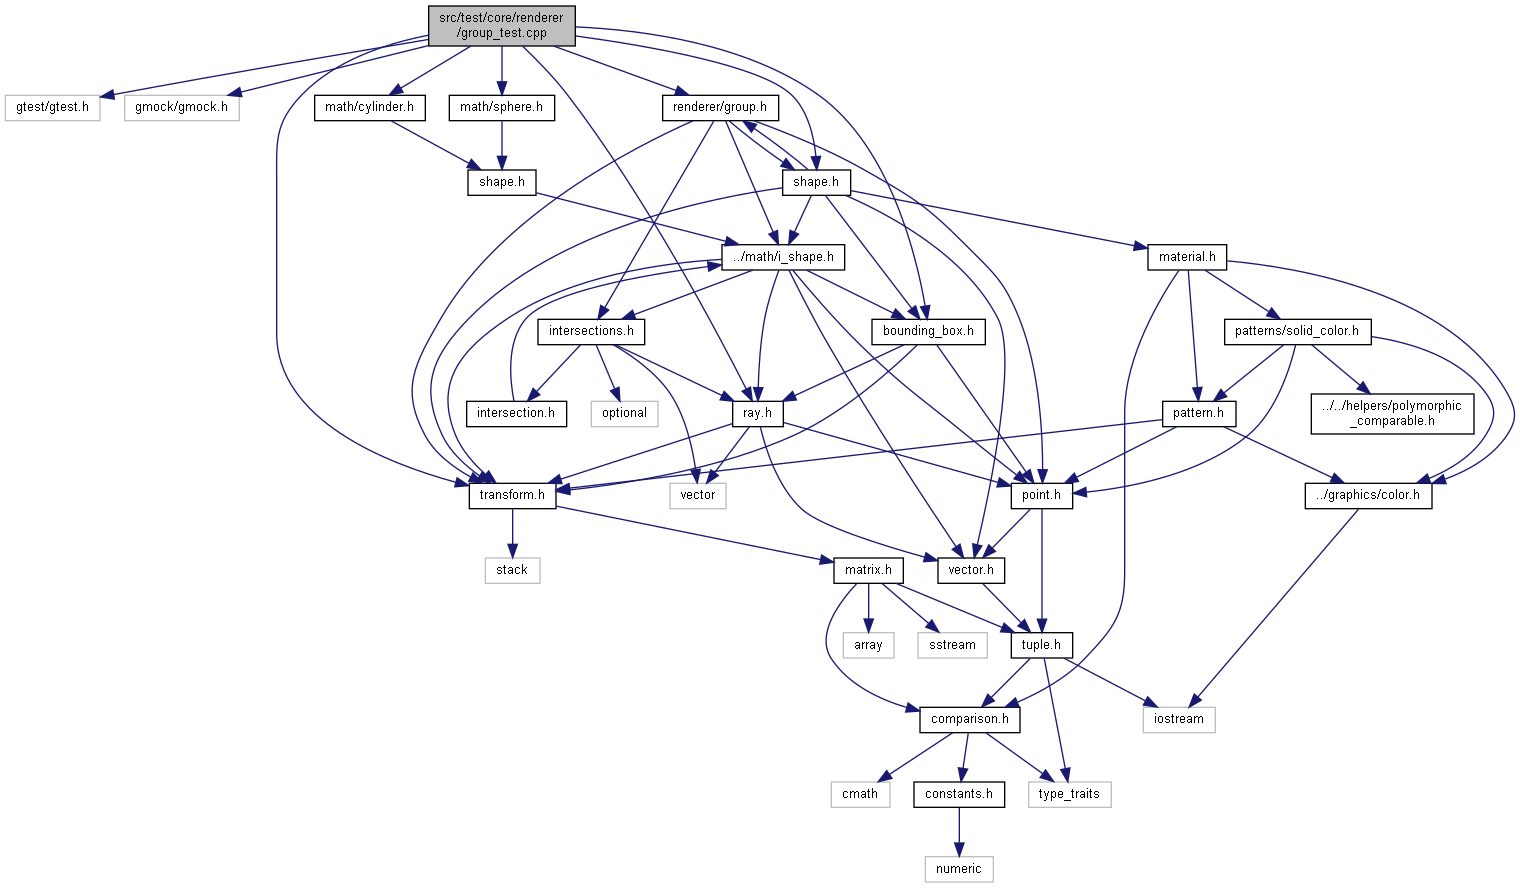 src/test/core/renderer
/group_test.cpp
gtest/gtest.h
gmock/gmock.h
math/cylinder.h
math/sphere.h
renderer/group.h
shape.h
shape.h
../math/i_shape.h
material.h
intersections.h
bounding_box.h
patterns/solid_color.h
intersection.h
optional
ray.h
pattern.h
../../helpers/polymorphic
_comparable.h
transform.h
vector
point.h
../graphics/color.h
stack
matrix.h
vector.h
array
sstream
tuple.h
comparison.h
iostream
cmath
constants.h
type_traits
numeric